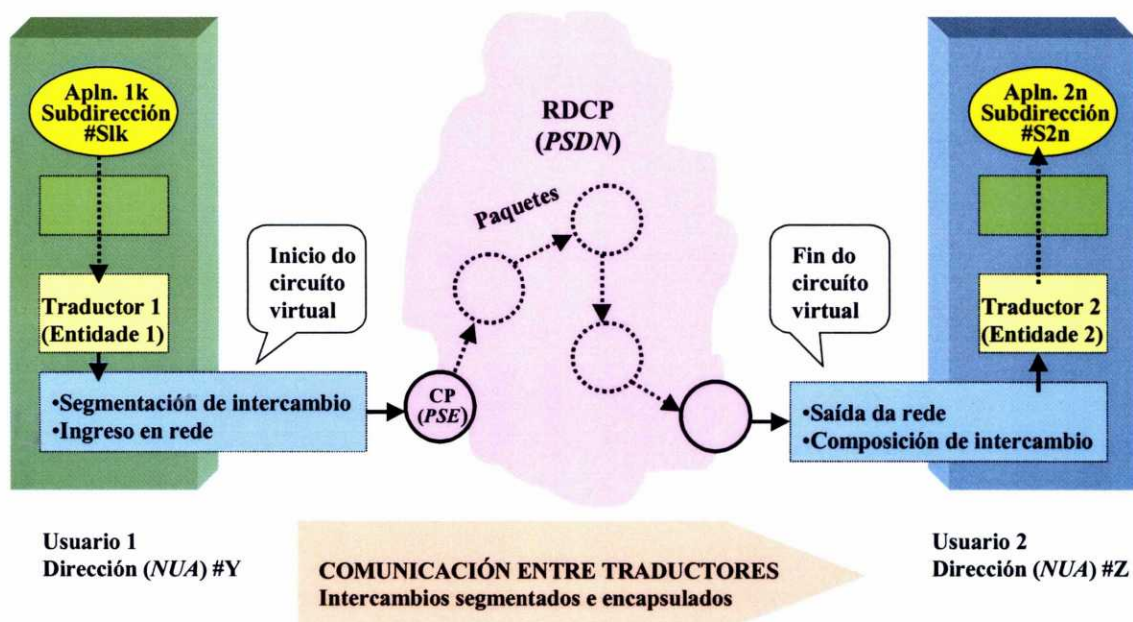 Apln. 1k
Subdirección
#Slk
Traductor 1
(Entidade 1)
•Segmentación de intercambio
•Ingreso en rede
Inicio do
circuíto
virtual
RDCP
(PSDN)
Paquetes
CP
(PSE)
Fin do
circuíto
virtual
Apln. 2n
Subdirección
#S2n
Traductor 2
(Entidade 2)
•Saída da rede
•Composición de intercambio
Usuario 1
Dirección (NUA) #Y
COMUNICACIÓN ENTRE TRADUCTORES
Intercambios segmentados e encapsulados
Usuario 2
Dirección (NUA) #Z